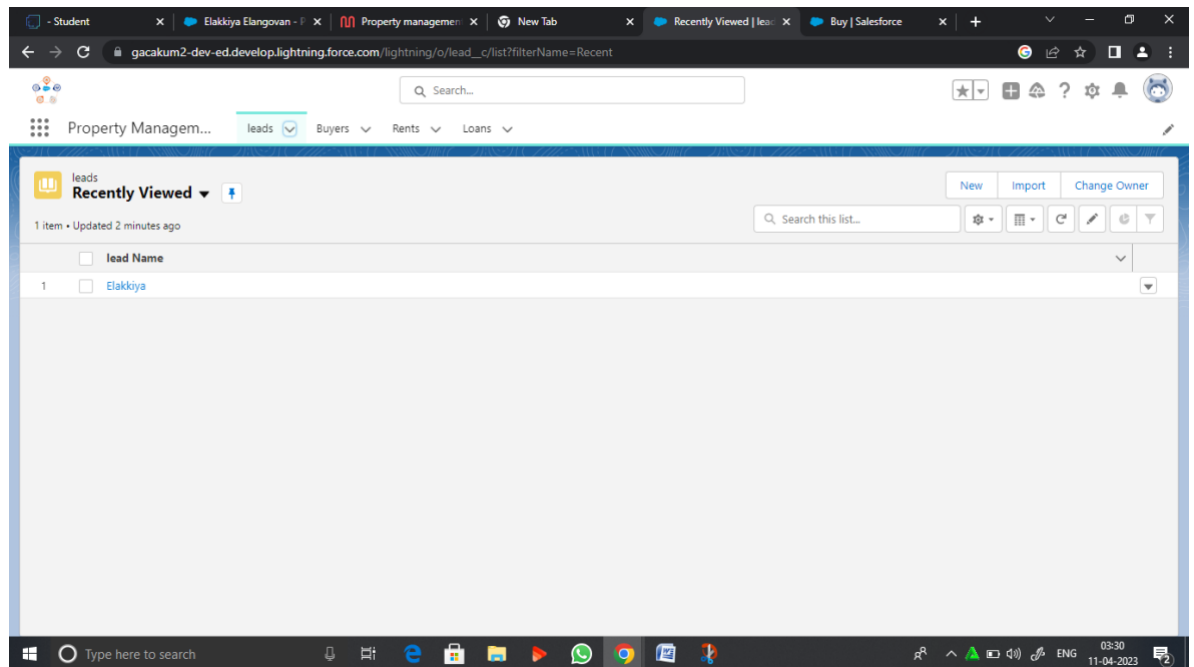 - Student
Elakkiya Elangovan - P
Property managemen
New Tab
Recently Viewed | lead
Buy | Salesforce
gacakum2-dev-ed.develop.lightning.force.com/lightning/o/lead__c/list?filterName=Recent
Search...
Property Managem...
leads
Buyers
Rents
Loans
leads
Recently Viewed
New
Import
Change Owner
1 item • Updated 2 minutes ago
Search this list...
lead Name
1
Elakkiya
Type here to search
ENG
03:30
11-04-2023
2